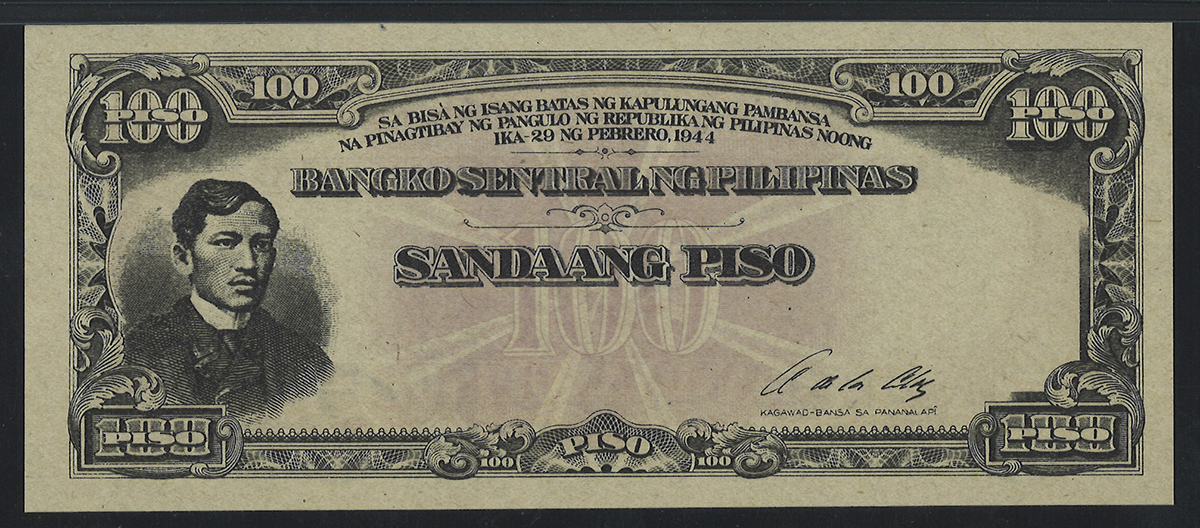 100 100
100 PISO 100 PISO
SA BISÀ NG ISANG BATAS NG KAPULUNGANG PAMBANSA
NA PINAGTIBAY NG PANGULO NG REPUBLIKA NG PILIPINAS NOONG
IKA-29 NG PEBRERO, 1944
BANGKO SENTRAL NG PILIPINAS
100
SANDAANG PISO
KAGAWAD-BANSA SA PANANALAPÎ
100 PISO 100 PISO 100 100 PISO